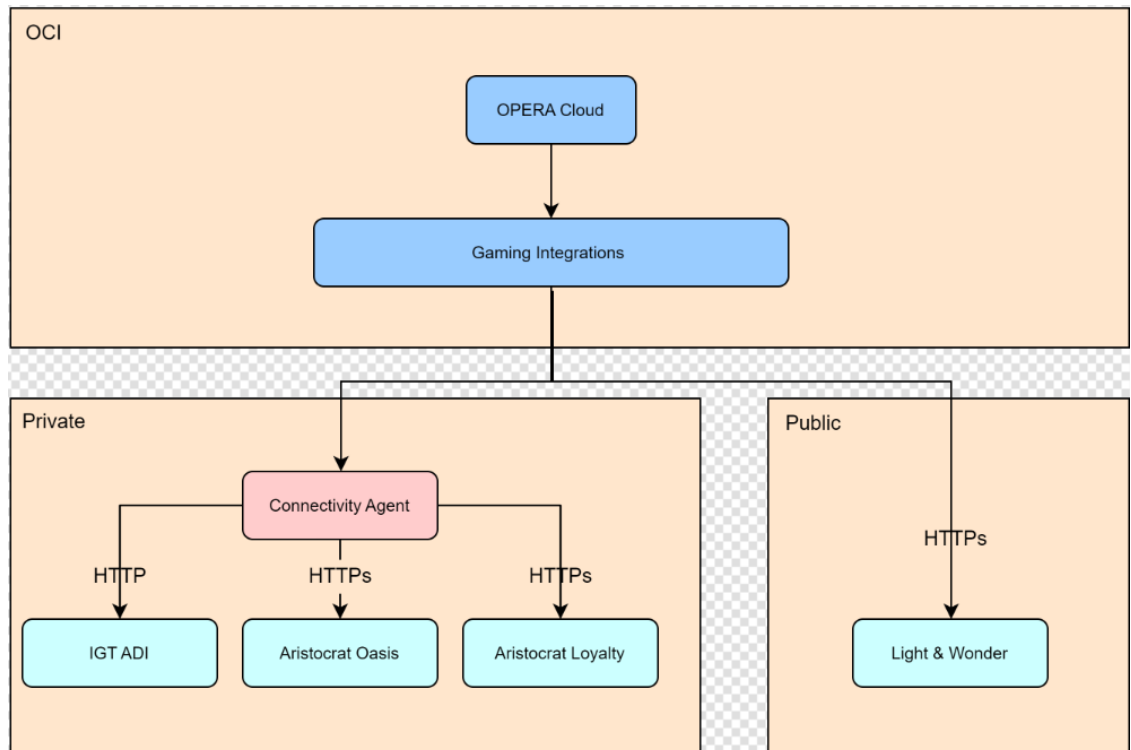 OCI
OPERA Cloud
Gaming Integrations
Private
Public
Connectivity Agent
HTTP
HTTPs
HTTPs
HTTPs
IGT ADI
Aristocrat Oasis
Aristocrat Loyalty
Light & Wonder